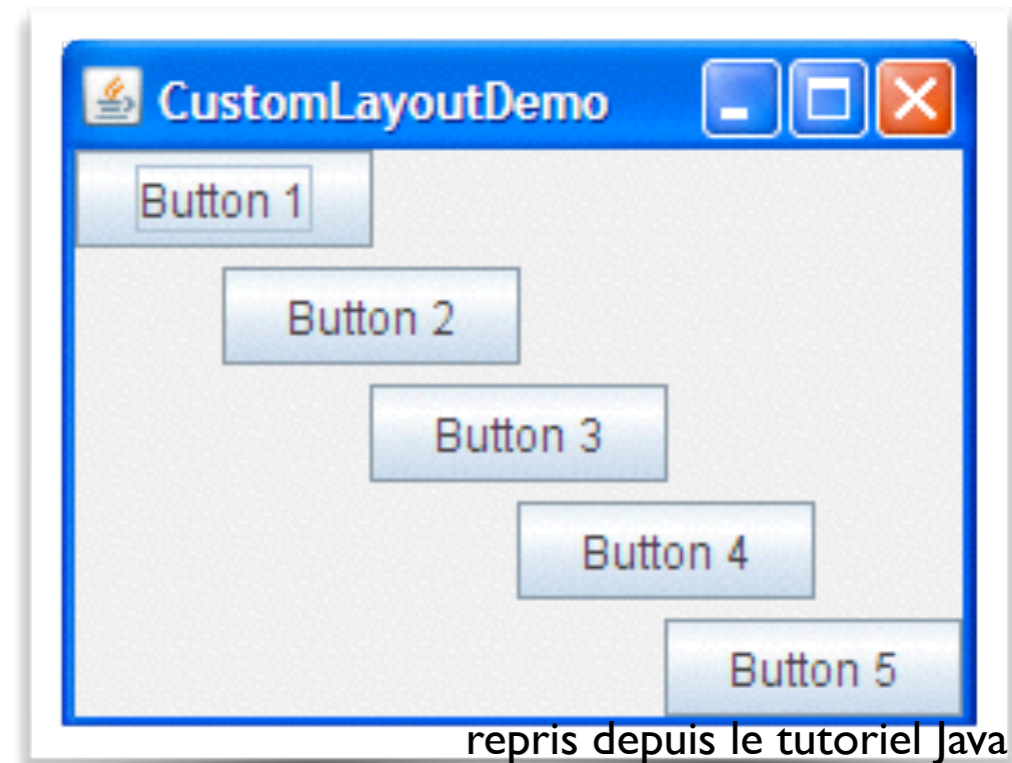 CustomLayoutDemo
Button 1
Button 2
Button 3
Button 4
Button 5
repris depuis le tutoriel Java